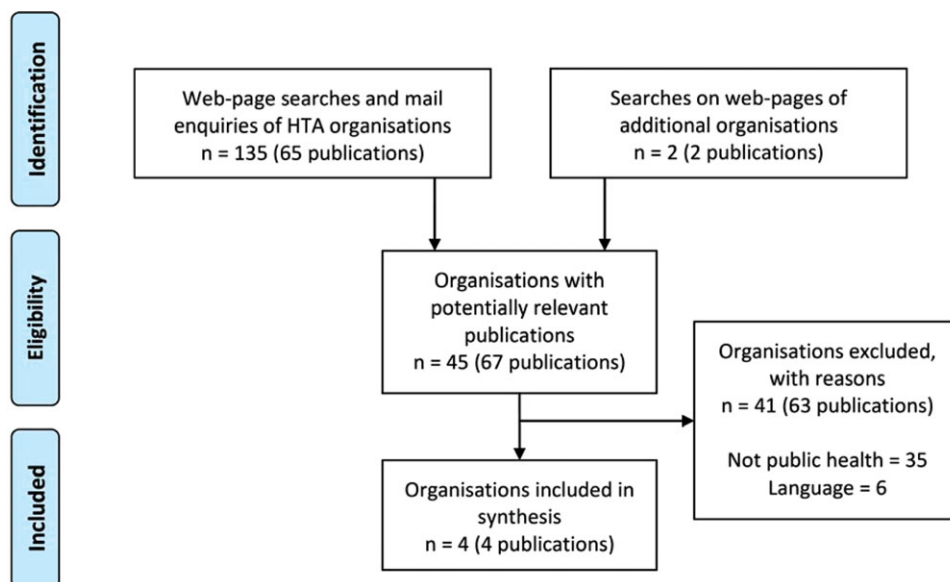 Identification
Web-page searches and mail
enquiries of HTA organisations
n = 135 (65 publications)
Searches on web-pages of
additional organisations
n = 2 (2 publications)
Eligibility
Organisations with
potentially relevant
publications
n = 45 (67 publications)
Organisations excluded,
with reasons
n = 41 (63 publications)
Not public health = 35
Language = 6
Included
Organisations included in
synthesis
n = 4 (4 publications)